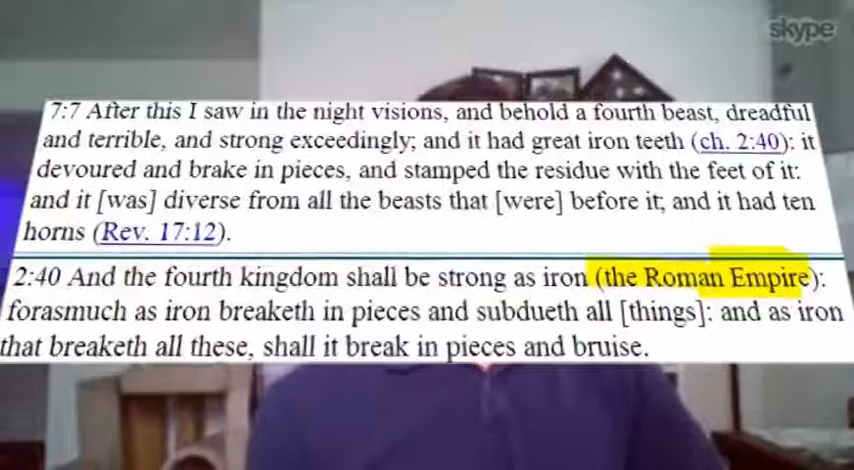 skype
7:7 After this I saw in the night visions, and behold a fourth beast, dreadful
and terrible, and strong exceedingly; and it had great iron teeth (ch. 2:40): it
devoured and brake in pieces, and stamped the residue with the feet of it:
and it [was] diverse from all the beasts that [were] before it; and it had ten
horns (Rev. 17:12).
2:40 And the fourth kingdom shall be strong as iron (the Roman Empire):
forasmuch as iron breaketh in pieces and subdueth all [things]: and as iron
that breaketh all these, shall it break in pieces and bruise.